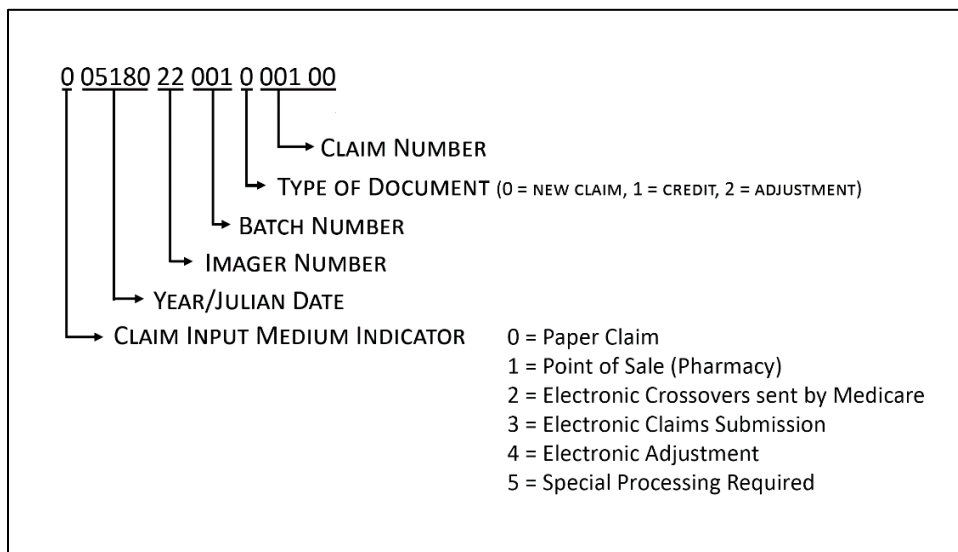 0 05180 22 001 0 001 00
CLAIM NUMBER
TYPE OF DOCUMENT (0 = NEW CLAIM, 1 = CREDIT, 2 = ADJUSTMENT)
BATCH NUMBER
IMAGER NUMBER
YEAR/JULIAN DATE
CLAIM INPUT MEDIUM INDICATOR
0 = Paper Claim
1 = Point of Sale (Pharmacy)
2 = Electronic Crossovers sent by Medicare
3 = Electronic Claims Submission
4 = Electronic Adjustment
5 = Special Processing Required